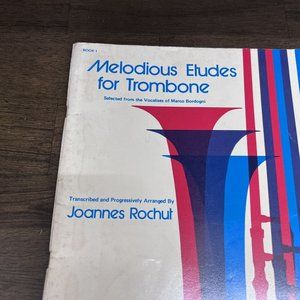 BOOK 1
Melodious Etudes
for Trombone
Selected from the Vocalises of Marco Bordogni
Transcribed and Progressively Arranged By
Joannes Rochut